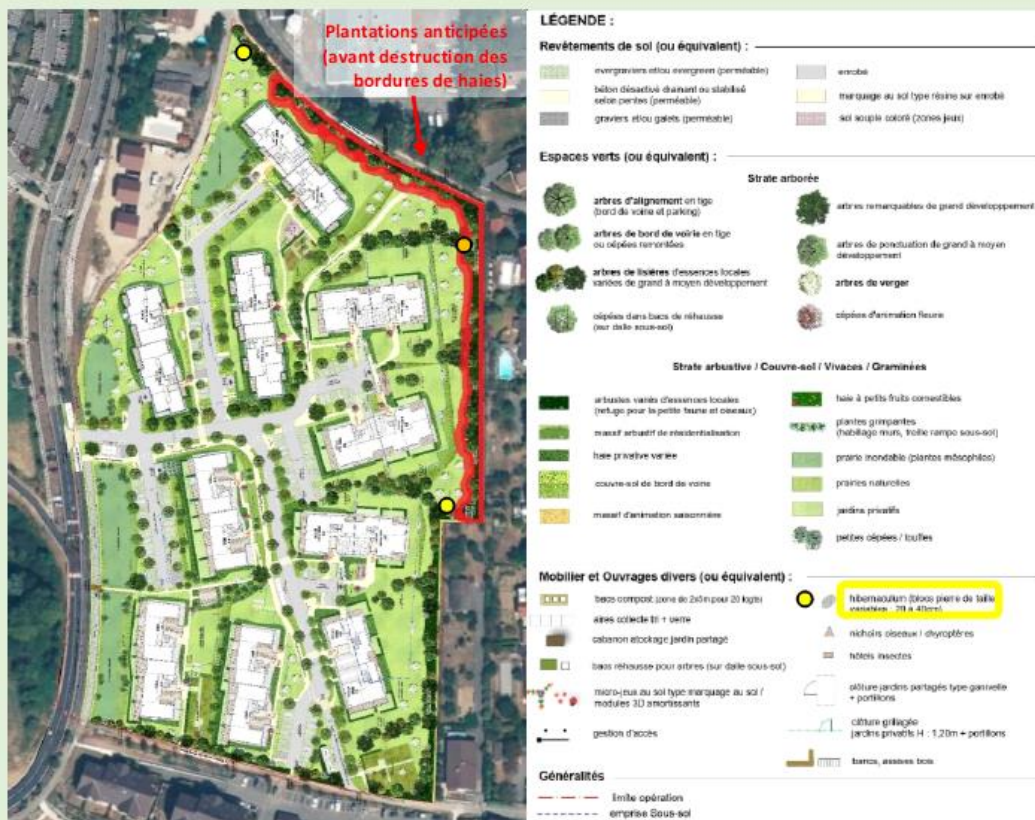 Plantations anticipées
(avant destruction des
bordures de haies)
LÉGENDE :
Revêtements de sol (ou équivalent) :
evergraviers et/ou evergreen (perméable)
béton désactivé drainant ou stabilisé
selon pentes (perméable)
graviers et/ou galets (perméable)
enrobé
marquage au sol type résine sur enrobé
sol souple coloré (zones jeux)
Espaces verts (ou équivalent) :
Strate arborée
arbres d'alignement en tige
(bord de voirie et parking)
arbres de bord de voirie en tige
ou cépées remontées
arbres de lisières d'essences locales
variées de grand à moyen développement
cépées dans bacs de réhausse
(sur dalle sous-sol)
arbres remarquables de grand développpement
arbres de ponctuation de grand à moyen
développement
arbres de verger
cépées d'animation fleurie
Strate arbustive / Couvre-sol / Vivaces / Graminées
arbustes variés d'essences locales
(refuge pour la petite faune et oiseaux)
massif arbustif de résidentialisation
haie privative variée
couvre-sol de bord de voirie
massif d'animation saisonnière
haie à petits fruits comestibles
plantes grimpantes
(habillage murs, treille rampe sous-sol)
prairie inondable (plantes mésophiles)
prairies naturelles
jardins privatifs
petites cépées / touffes
Mobilier et Ouvrages divers (ou équivalent) :
bacs compost (zone de 2x5m pour 20 logts)
aires collecte tri + verre
cabanon stockage jardin partagé
bacs réhausse pour arbres (sur dalle sous-sol)
micro-jeux au sol type marquage au sol /
modules 3D amortissants
gestion d'accès
hibernaculum (blocs pierre de taille
variables : 20 à 40cm)
nichoirs oiseaux / chyroptères
hôtels insectes
clôture jardins partagés type ganivelle
+ portillons
clôture grillagée
jardins privatifs H : 1,20m + portillons
bancs, assises bois
Généralités
limite opération
emprise Sous-sol